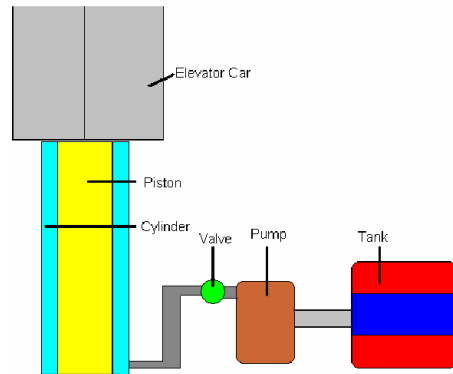 Elevator Car
Piston
Cylinder
Valve
Pump
Tank